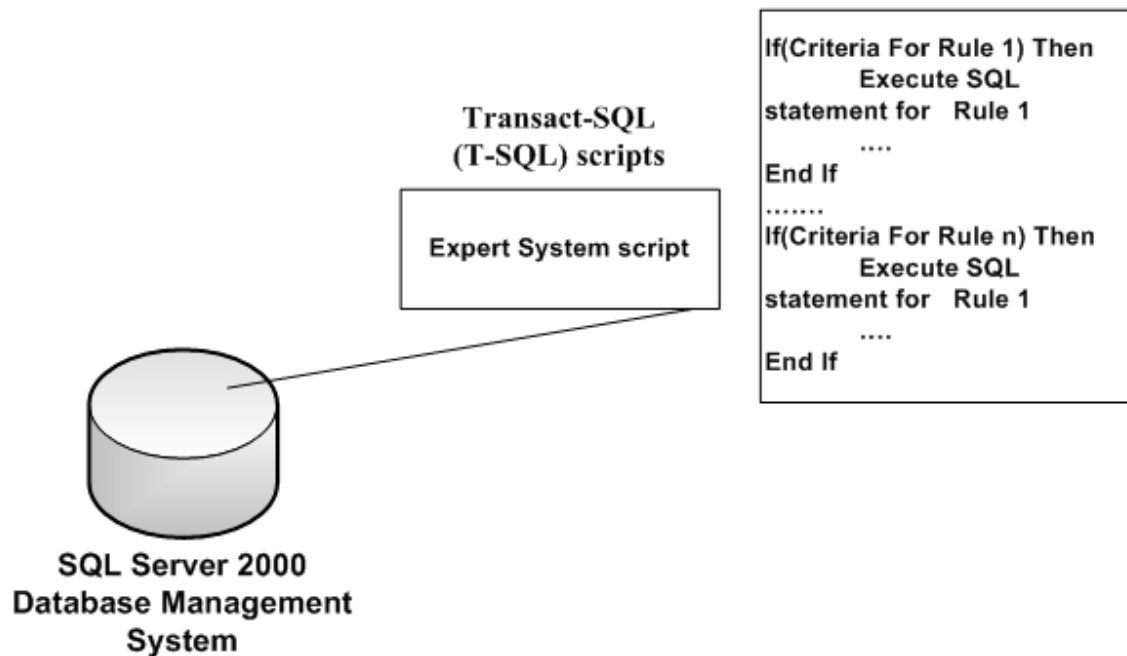 Transact-SQL
(T-SQL) scripts
Expert System script
If(Criteria For Rule 1) Then
Execute SQL
statement for Rule 1
....
End If
.......
If(Criteria For Rule n) Then
Execute SQL
statement for Rule 1
....
End If
SQL Server 2000
Database Management
System